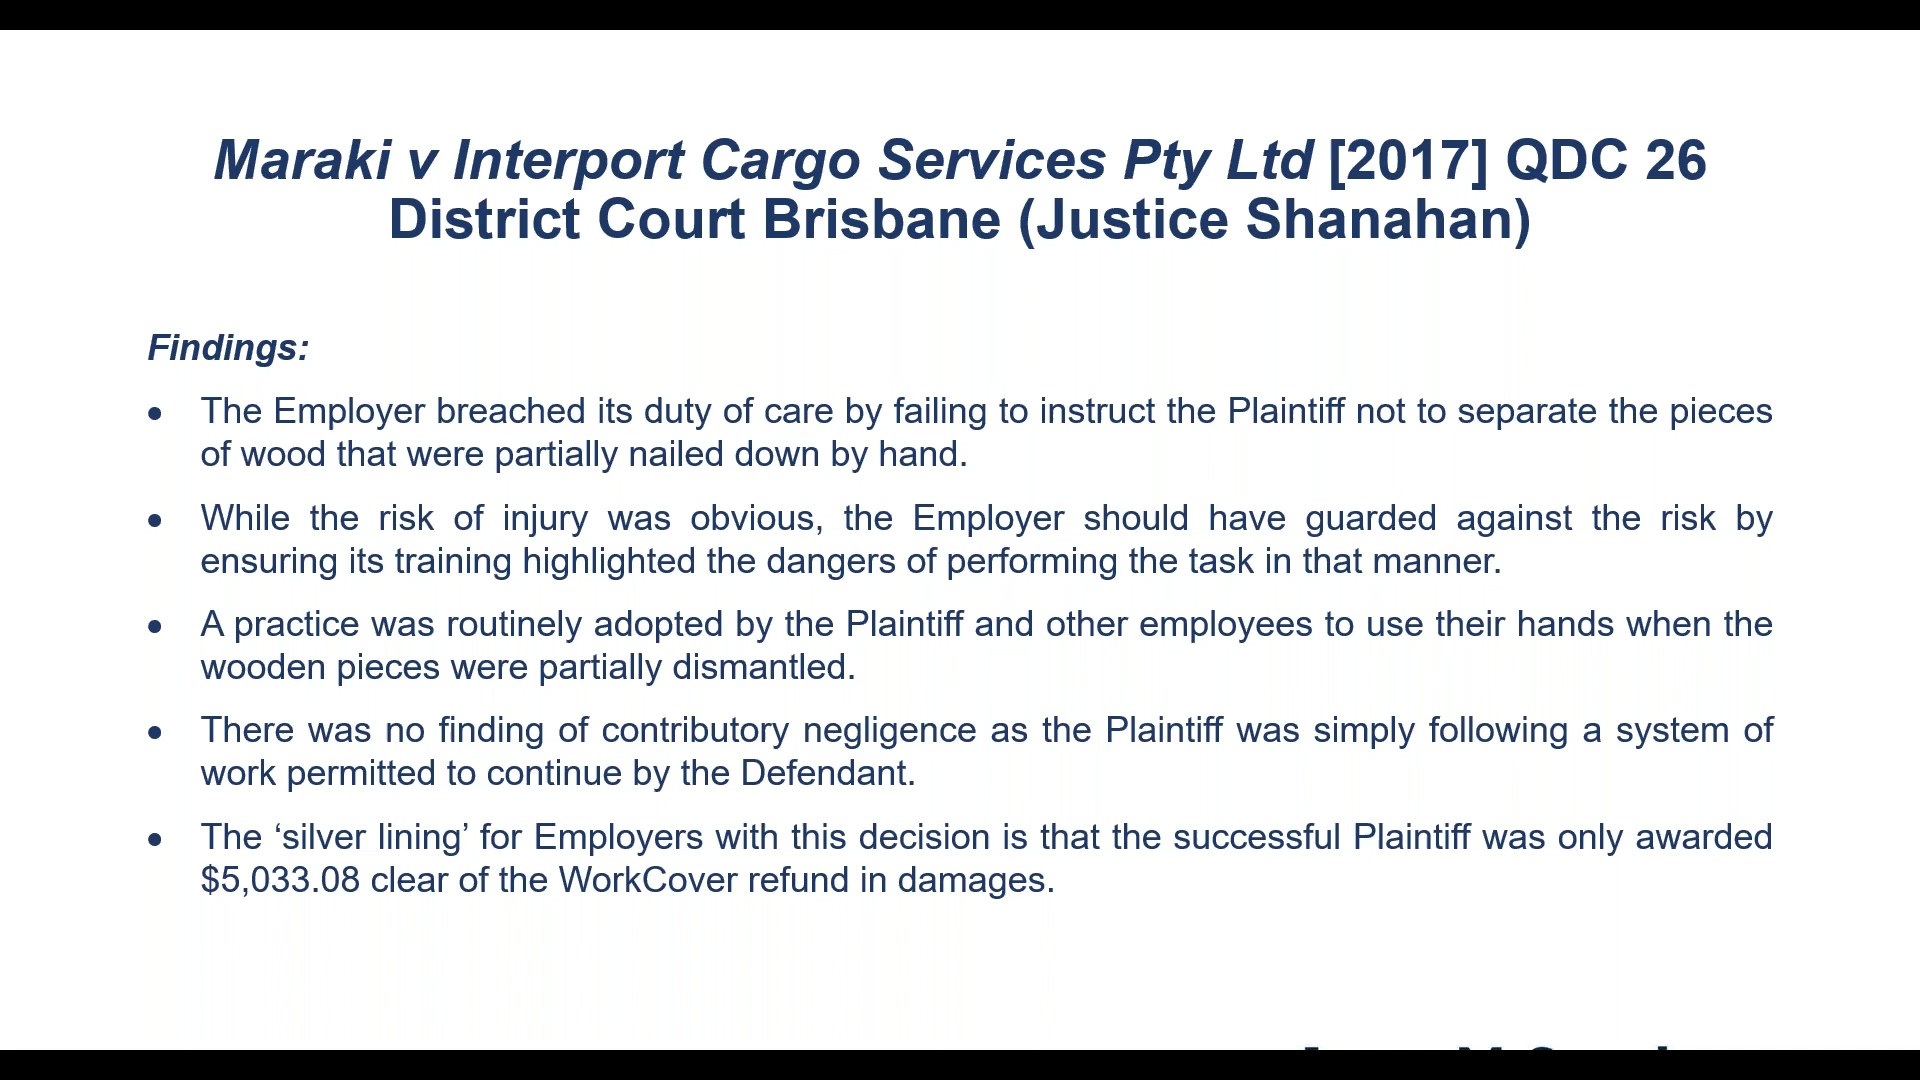 Maraki v Interport Cargo Services Pty Ltd [2017] QDC 26
District Court Brisbane (Justice Shanahan)
Findings:
• The Employer breached its duty of care by failing to instruct the Plaintiff not to separate the pieces
of wood that were partially nailed down by hand.
• While the risk of injury was obvious, the Employer should have guarded against the risk by
ensuring its training highlighted the dangers of performing the task in that manner.
• A practice was routinely adopted by the Plaintiff and other employees to use their hands when the
wooden pieces were partially dismantled.
• There was no finding of contributory negligence as the Plaintiff was simply following a system of
work permitted to continue by the Defendant.
• The ‘silver lining’ for Employers with this decision is that the successful Plaintiff was only awarded
$5,033.08 clear of the WorkCover refund in damages.